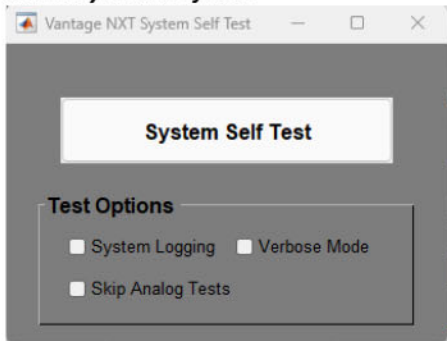 Vantage NXT System Self Test
System Self Test
Test Options
System Logging Verbose Mode
Skip Analog Tests